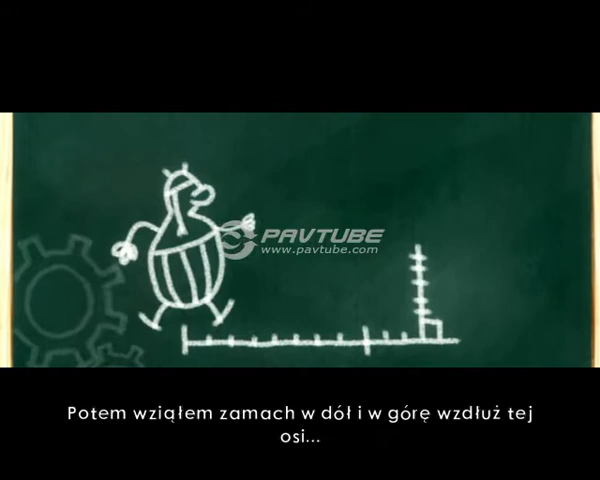 PAVTUBE
www.pavtube.com
Potem wziąłem zamach w dół i w górę wzdłuż tej
osi...